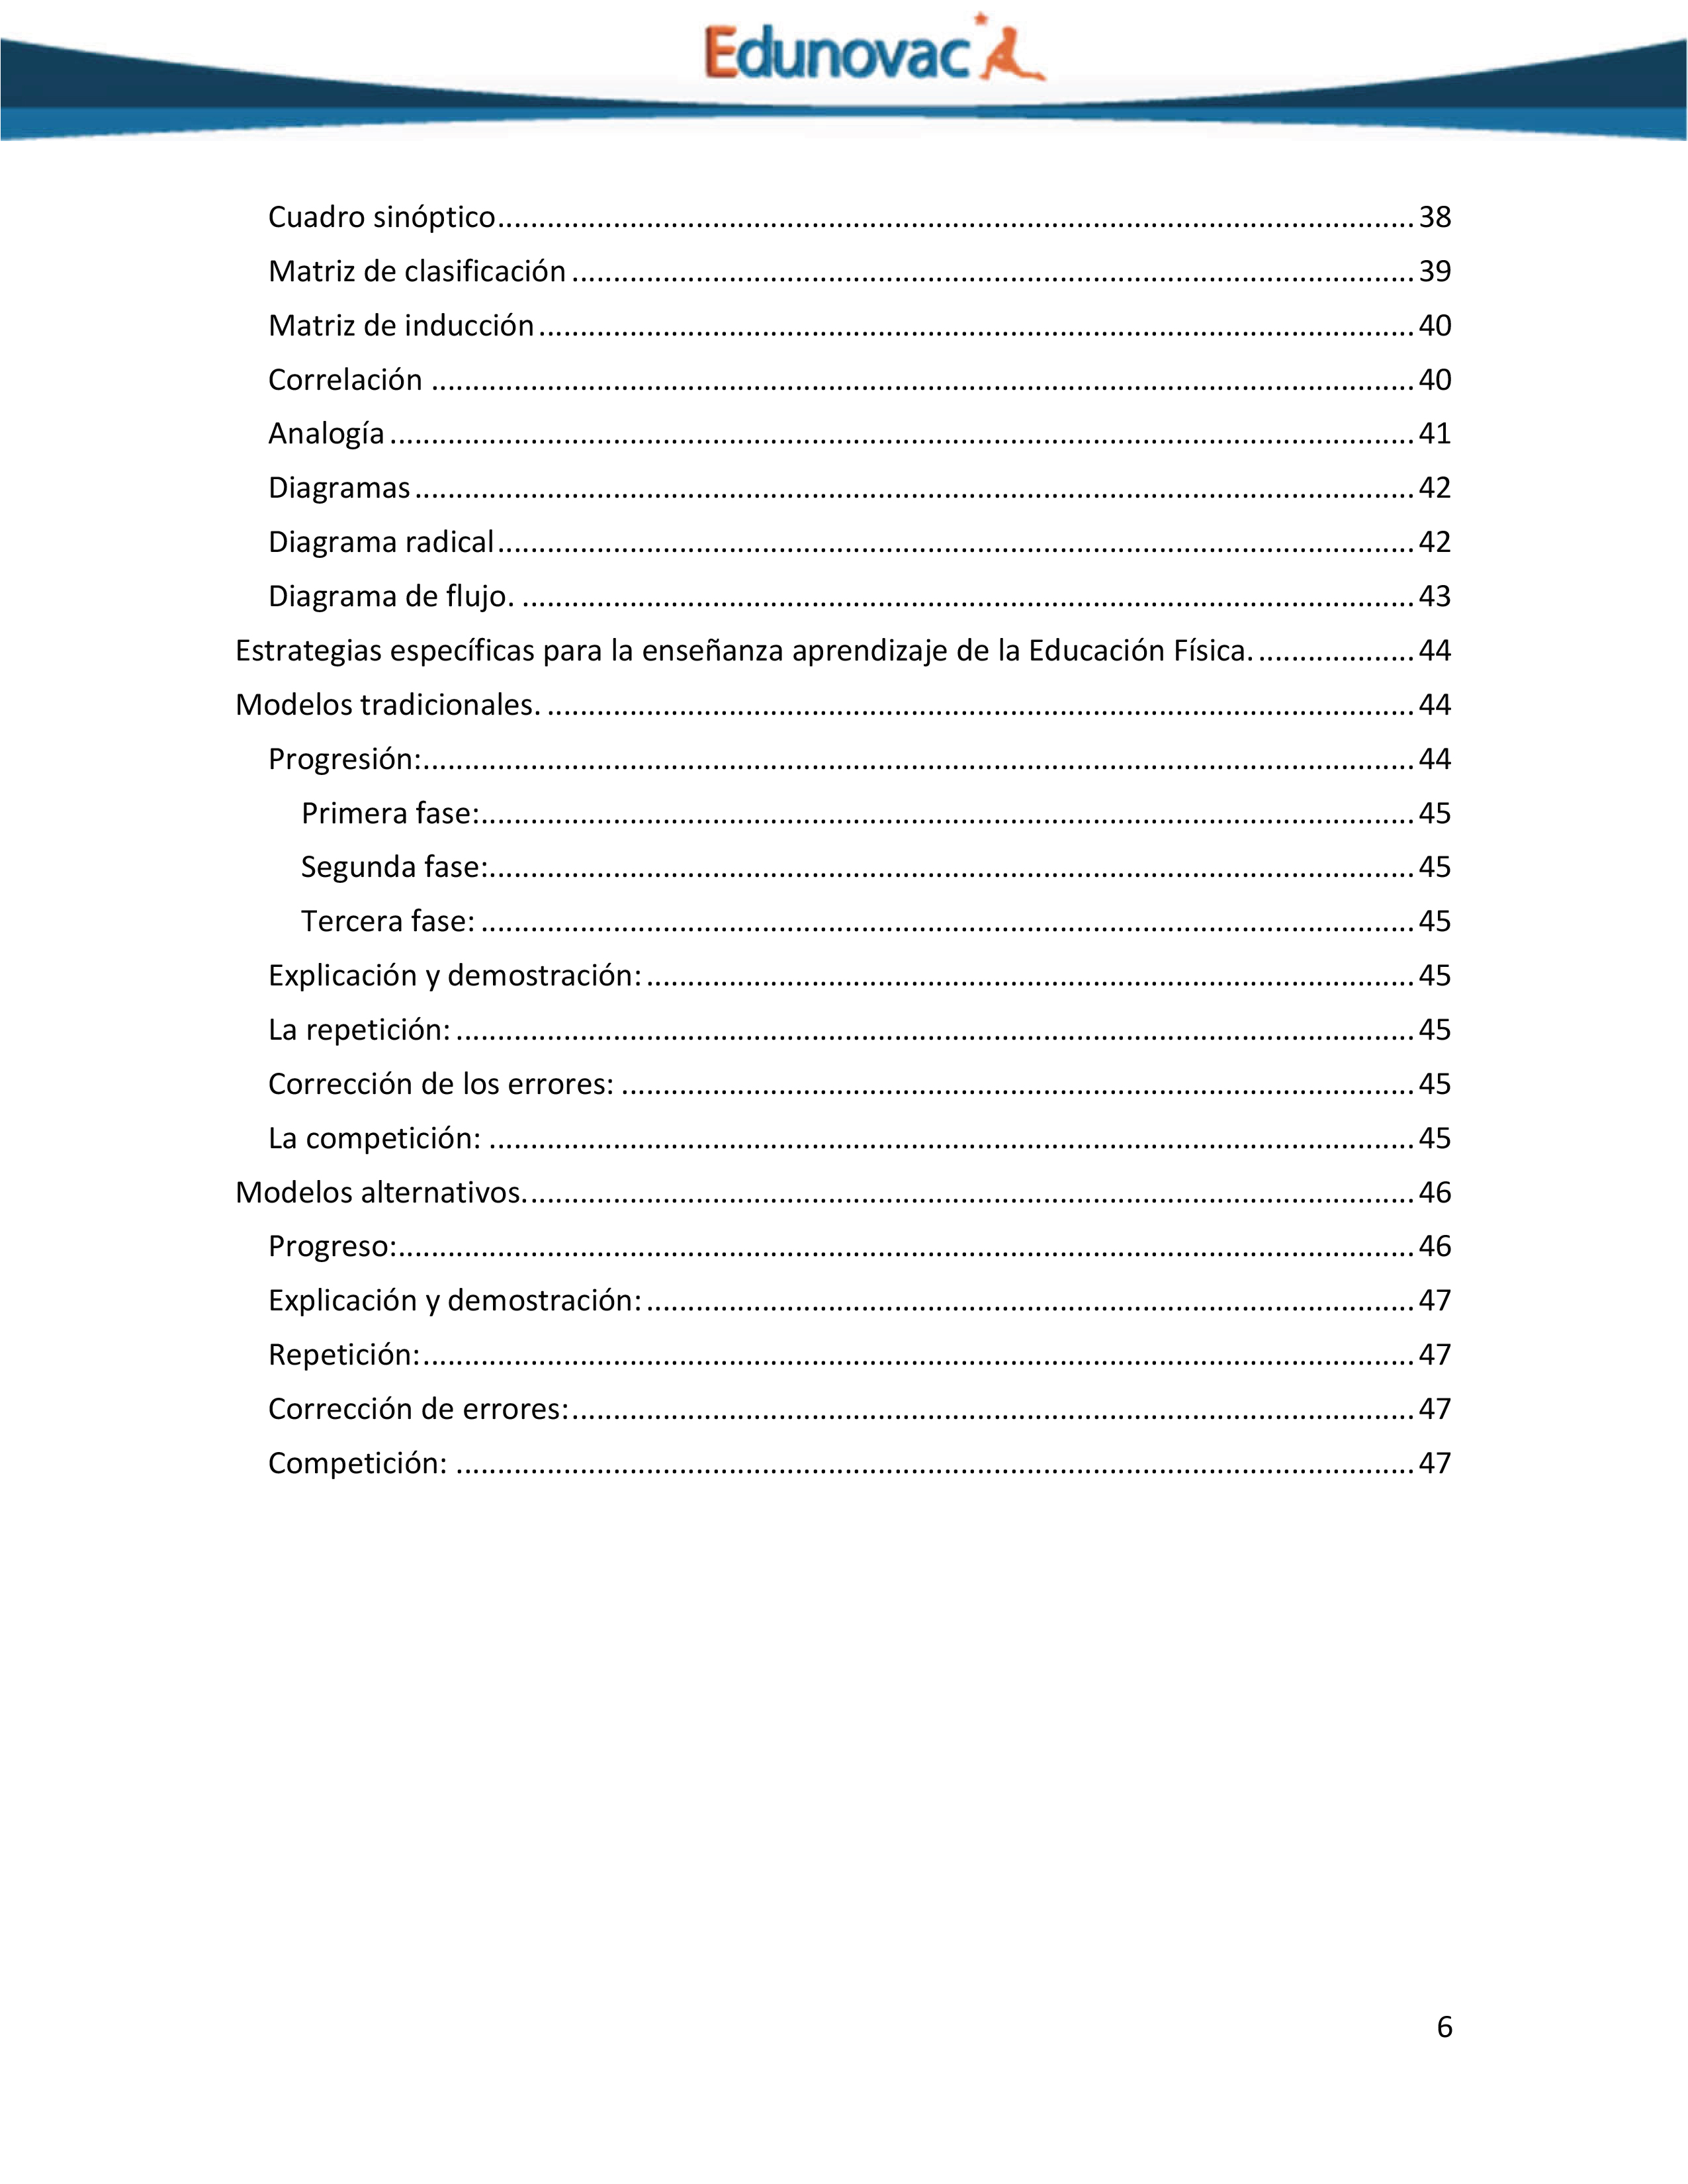 Edunovac
Cuadro sinóptico........................................................................................................38
Matriz de clasificación........................................................................................................39
Matriz de inducción........................................................................................................40
Correlación ........................................................................................................40
Analogía........................................................................................................41
Diagramas........................................................................................................42
Diagrama radical........................................................................................................42
Diagrama de flujo. ........................................................................................................43
Estrategias específicas para la enseñanza aprendizaje de la Educación Física. ...................44
Modelos tradicionales. ........................................................................................................44
Progresión:........................................................................................................44
Primera fase:........................................................................................................45
Segunda fase:........................................................................................................45
Tercera fase: ........................................................................................................45
Explicación y demostración:........................................................................................................45
La repetición: ........................................................................................................45
Corrección de los errores: ........................................................................................................45
La competición: ........................................................................................................45
Modelos alternativos.........................................................................................................46
Progreso:........................................................................................................46
Explicación y demostración:........................................................................................................47
Repetición:........................................................................................................47
Corrección de errores:........................................................................................................47
Competición: ........................................................................................................47
6